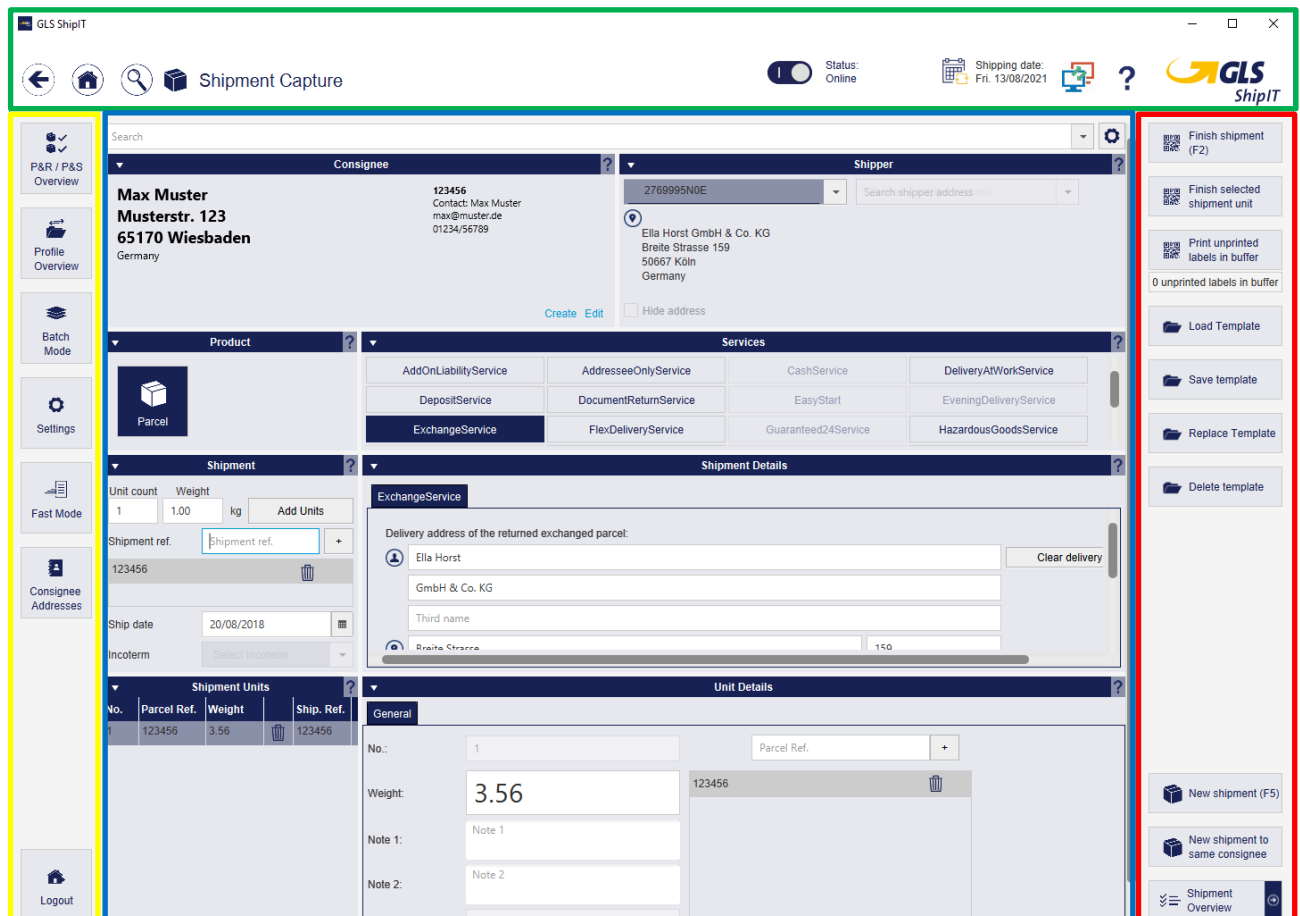 GLS ShipIT
Shipment Capture
Status:
Online
Shipping date:
Fri. 13/08/2021
?
GLS
ShipIT
P&R / P&S
Overview
Profile
Overview
Batch
Mode
Settings
Fast Mode
Consignee
Addresses
Logout
Search
Consignee
?
Max Muster
Musterstr. 123
65170 Wiesbaden
Germany
123456
Contact: Max Muster
max@muster.de
01234/56789
Create Edit
Shipper
?
2769995N0E
Search shipper address
Ella Horst GmbH & Co. KG
Breite Strasse 159
50667 Köln
Germany
Hide address
Product
?
Parcel
Services
?
AddOnLiabilityService
AddresseeOnlyService
CashService
DeliveryAtWorkService
DepositService
DocumentReturnService
EasyStart
EveningDeliveryService
ExchangeService
FlexDeliveryService
Guaranteed24Service
HazardousGoodsService
Shipment
?
Unit count Weight
1
1.00
kg
Add Units
Shipment ref.
Shipment ref.
+
123456
Ship date
20/08/2018
Incoterm
Select incoterm
Shipment Details
?
ExchangeService
Delivery address of the returned exchanged parcel:
Ella Horst
Clear delivery
GmbH & Co. KG
Third name
Breite Strasse
159
Shipment Units
?
No. Parcel Ref. Weight Ship. Ref.
1 123456 3.56 123456
Unit Details
?
General
No.:
1
Parcel Ref.
+
Weight:
3.56
123456
Note 1:
Note 1
Note 2:
Note 2
Finish shipment
(F2)
Finish selected
shipment unit
Print unprinted
labels in buffer
0 unprinted labels in buffer
Load Template
Save template
Replace Template
Delete template
New shipment (F5)
New shipment to
same consignee
Shipment
Overview